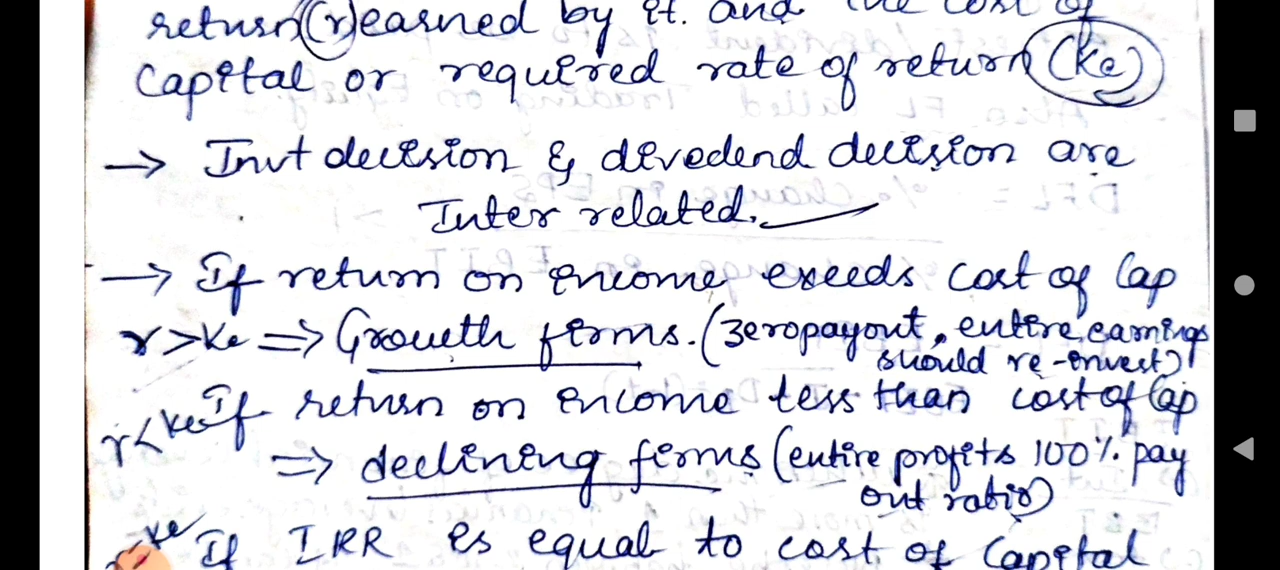 return (r) earned by it. and the cost of
Capital or required rate of return (Ke)
→ Invt decision & divedend decision are
Inter related.
→ If return on income exeeds cost of Cap
r>Ke ⇒ Growth firms. (Zeropayout, entire earnings
should re-invest)
r<Ke If return on income less than cost of Cap
⇒ declining firms (entire profits 100% pay
out ratio)
Ke If IRR is equal to cost of Capital